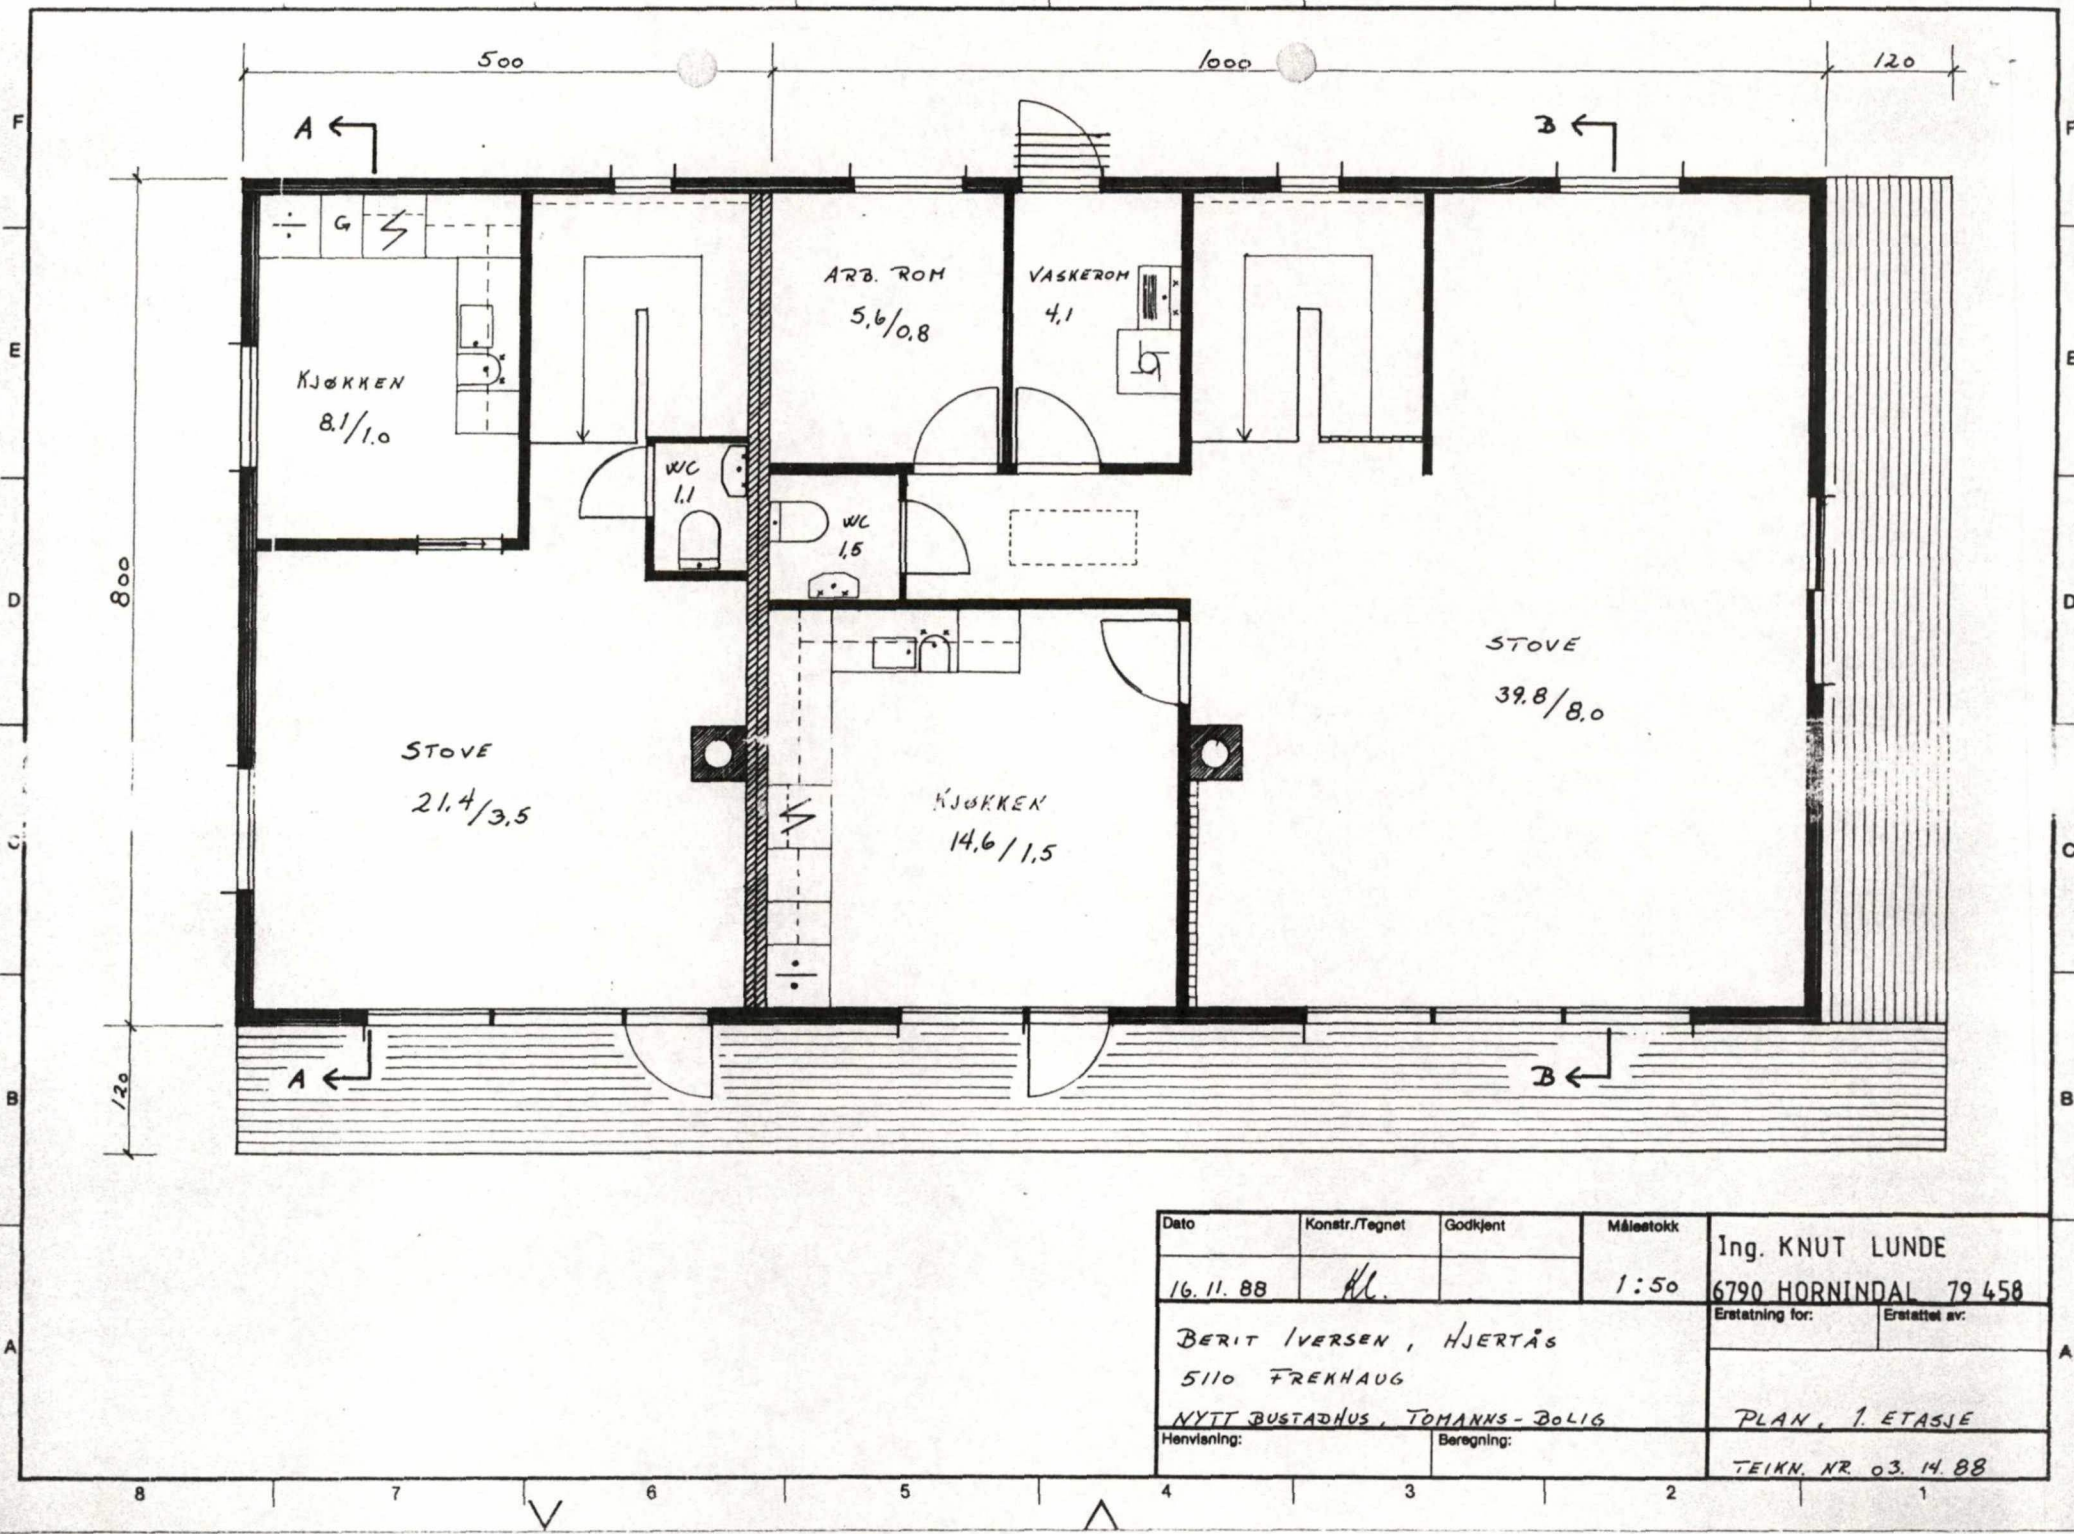 500
1000
120
A
B
F
F
G
ARB. ROM
5,6/0,8
VASKEROM
4,1
E
E
KJØKKEN
8,1/1,0
WC
1,1
WC
1,5
800
D
D
STOVE
39.8/8,0
STOVE
21,4/3,5
KJØKKEN
14,6/1,5
C
C
A
B
120
B
B
Dato
Konstr./Tegnet
Godkjent
Målestokk
Ing. KNUT LUNDE
16.11.88
Kl.
1:50
6790 HORNINDAL 79 458
Erstatning for:
Erstattet av:
BERIT IVERSEN, HJERTÅS
5110 FREKHAUG
NYTT BUSTADHUS, TOMANNS-BOLIG
PLAN, 1. ETASJE
Henvisning:
Beregning:
TEIKN. NR. 03.14.88
A
A
8
7
6
5
4
3
2
1